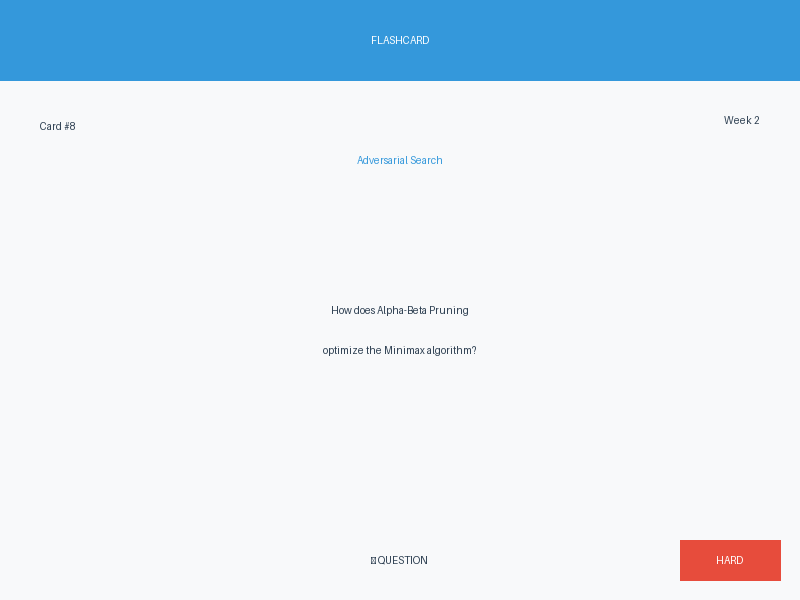 FLASHCARD
Card #8
Week 2
Adversarial Search
How does Alpha-Beta Pruning
optimize the Minimax algorithm?
QUESTION
HARD